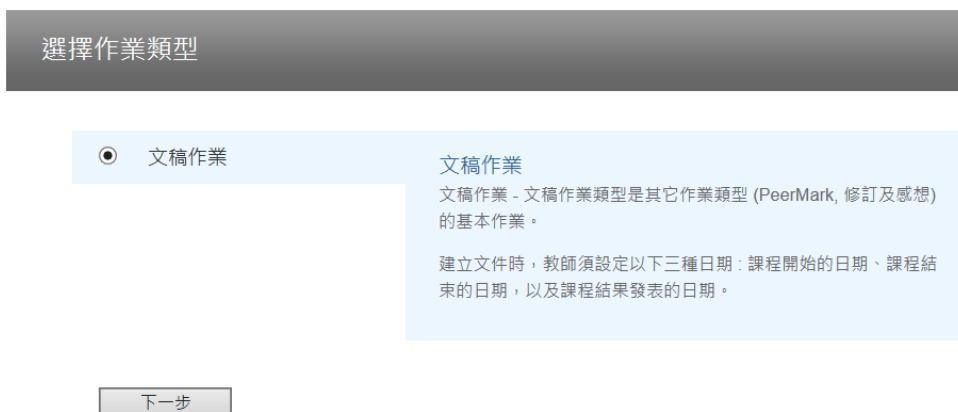 選擇作業類型
文稿作業
文稿作業
文稿作業 - 文稿作業類型是其它作業類型 (PeerMark, 修訂及感想)
的基本作業。
建立文件時，教師須設定以下三種日期 : 課程開始的日期、課程結
束的日期，以及課程結果發表的日期。
下一步